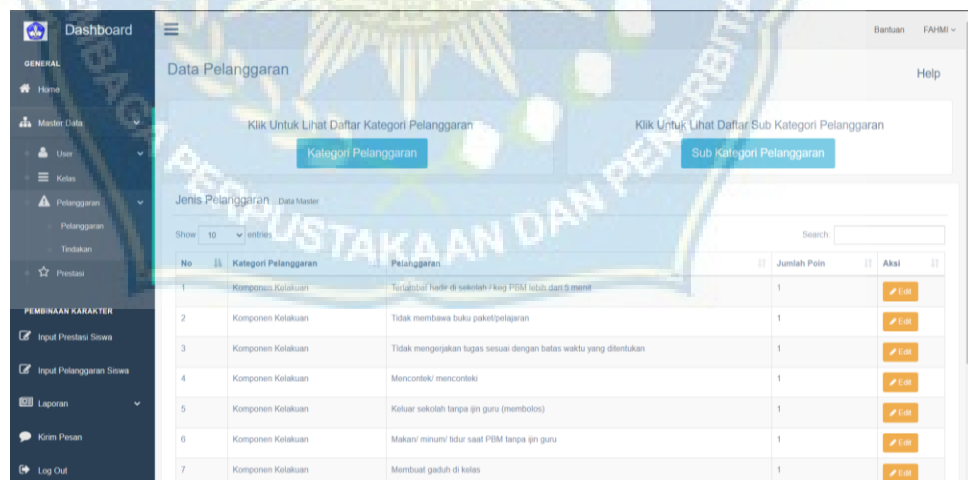 Dashboard
GENERAL
Home
Master Data
User
Kelas
Pelanggaran
Pelanggaran
Tindakan
Prestasi
PEMBINAAN KARAKTER
Input Prestasi Siswa
Input Pelanggaran Siswa
Laporan
Kirim Pesan
Log Out
Bantuan FAHMI
Data Pelanggaran Help
Klik Untuk Lihat Daftar Kategori Pelanggaran
Kategori Pelanggaran
Klik Untuk Lihat Daftar Sub Kategori Pelanggaran
Sub Kategori Pelanggaran
Jenis Pelanggaran Data Master
Show 10 entries Search:
No Kategori Pelanggaran Pelanggaran Jumlah Poin Aksi
1 Komponen Kelakuan Terlambat hadir di sekolah / keg PBM lebih dari 5 menit 1 Edit
2 Komponen Kelakuan Tidak membawa buku paket/pelajaran 1 Edit
3 Komponen Kelakuan Tidak mengerjakan tugas sesuai dengan batas waktu yang ditentukan 1 Edit
4 Komponen Kelakuan Mencontek/ menconteki 1 Edit
5 Komponen Kelakuan Keluar sekolah tanpa ijin guru (membolos) 1 Edit
6 Komponen Kelakuan Makan/ minum/ tidur saat PBM tanpa ijin guru 1 Edit
7 Komponen Kelakuan Membuat gaduh di kelas 1 Edit
PERPUSTAKAAN DAN